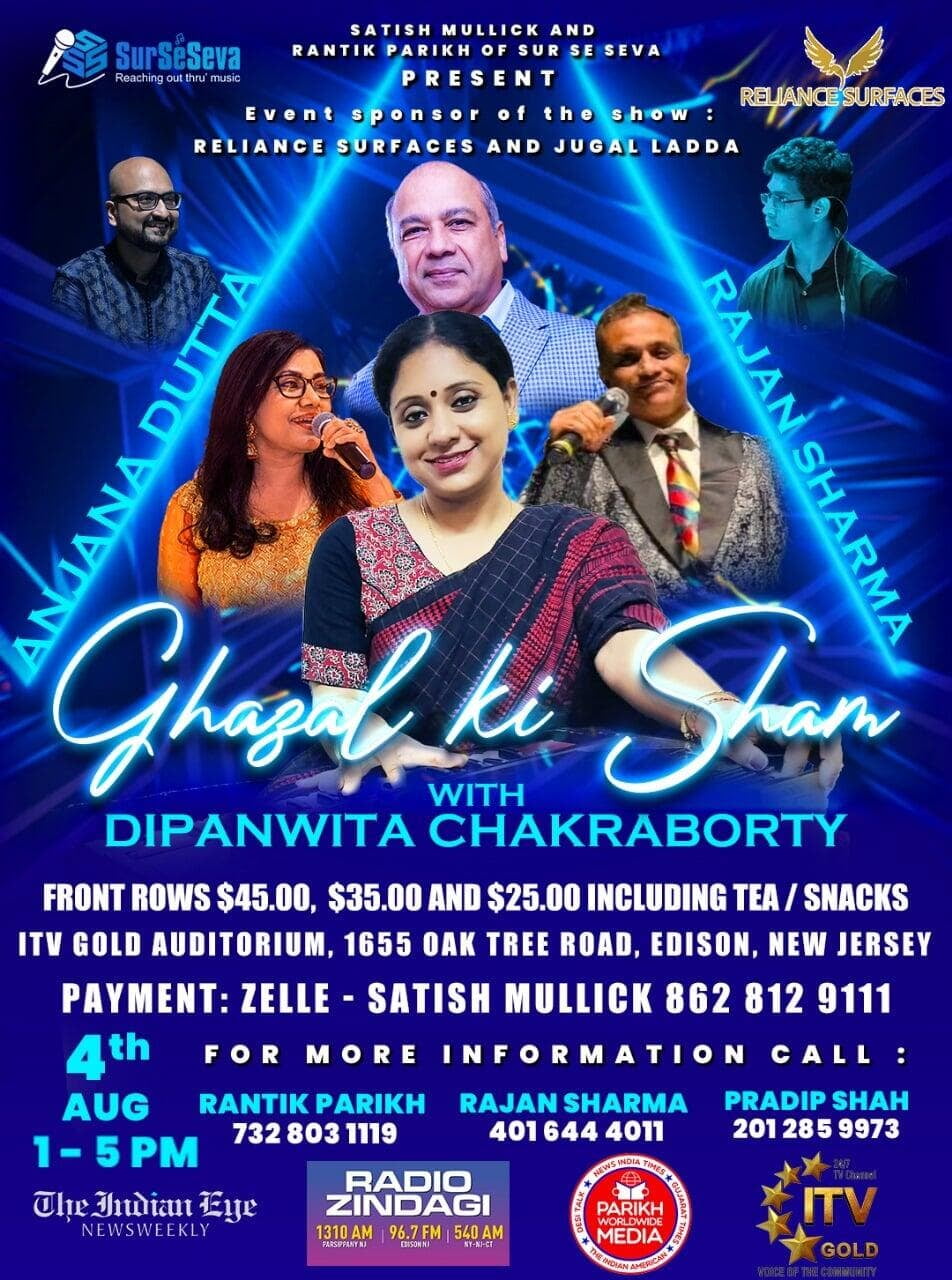 SurSeSeva
Reaching out thru' music
SATISH MULLICK AND
RANTIK PARIKH OF SUR SE SEVA
PRESENT
Event sponsor of the show :
RELIANCE SURFACES AND JUGAL LADDA
RELIANCE SURFACES
ANJANA DUTTA
RAJAN SHARMA
Ghazal ki Sham
WITH
DIPANWITA CHAKRABORTY
FRONT ROWS $45.00, $35.00 AND $25.00 INCLUDING TEA / SNACKS
ITV GOLD AUDITORIUM, 1655 OAK TREE ROAD, EDISON, NEW JERSEY
PAYMENT: ZELLE - SATISH MULLICK 862 812 9111
4th
AUG
1 - 5 PM
FOR MORE INFORMATION CALL :
RANTIK PARIKH
732 803 1119
RAJAN SHARMA
401 644 4011
PRADIP SHAH
201 285 9973
The Indian Eye
NEWSWEEKLY
RADIO
ZINDAGI
1310 AM | 96.7 FM | 540 AM
PARSIPPANY NJ EDISON NJ NY-NJ-CT
NEWS INDIA TIMES
DESI TALK
GUJARAT TIMES
PARIKH
WORLDWIDE
MEDIA
THE INDIAN AMERICAN
24/7
TV Channel
ITV
GOLD
VOICE OF THE COMMUNITY